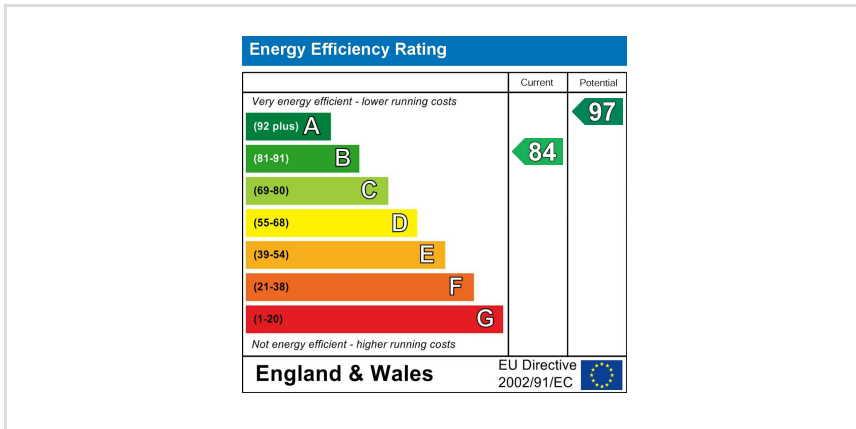 Energy Efficiency Rating
Current Potential
Very energy efficient - lower running costs
(92 plus) A
97
(81-91) B
84
(69-80) C
(55-68) D
(39-54) E
(21-38) F
(1-20) G
Not energy efficient - higher running costs
England & Wales
EU Directive
2002/91/EC